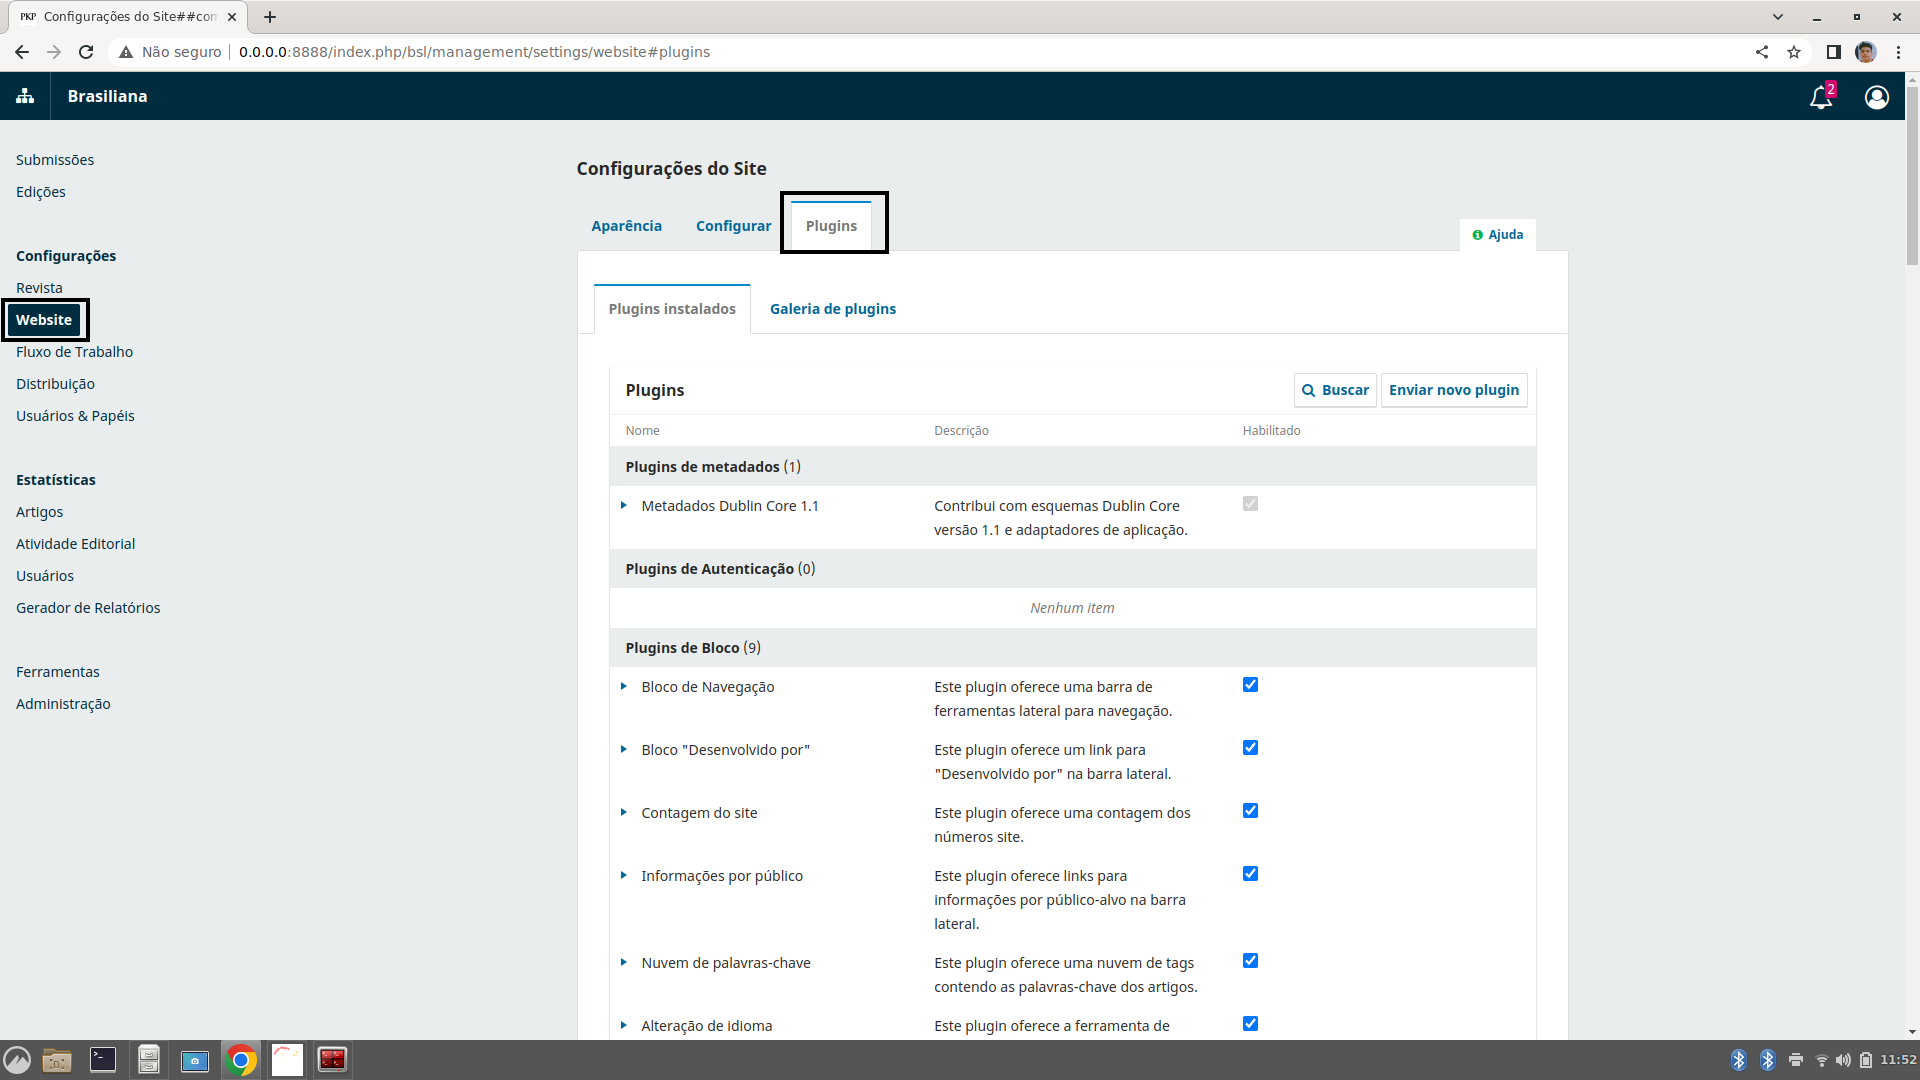 PKP Configurações do Site##con
Não seguro 0.0.0.0:8888/index.php/bsl/management/settings/website#plugins
Brasiliana
2
Submissões
Edições
Configurações
Revista
Website
Fluxo de Trabalho
Distribuição
Usuários & Papéis
Estatísticas
Artigos
Atividade Editorial
Usuários
Gerador de Relatórios
Ferramentas
Administração
Configurações do Site
Aparência Configurar Plugins
Ajuda
Plugins instalados Galeria de plugins
Plugins Buscar Enviar novo plugin
Nome Descrição Habilitado
Plugins de metadados (1)
Metadados Dublin Core 1.1 Contribui com esquemas Dublin Core
versão 1.1 e adaptadores de aplicação.
Plugins de Autenticação (0)
Nenhum item
Plugins de Bloco (9)
Bloco de Navegação Este plugin oferece uma barra de
ferramentas lateral para navegação.
Bloco "Desenvolvido por" Este plugin oferece um link para
"Desenvolvido por" na barra lateral.
Contagem do site Este plugin oferece uma contagem dos
números site.
Informações por público Este plugin oferece links para
informações por público-alvo na barra
lateral.
Nuvem de palavras-chave Este plugin oferece uma nuvem de tags
contendo as palavras-chave dos artigos.
Alteração de idioma Este plugin oferece a ferramenta de
11:52